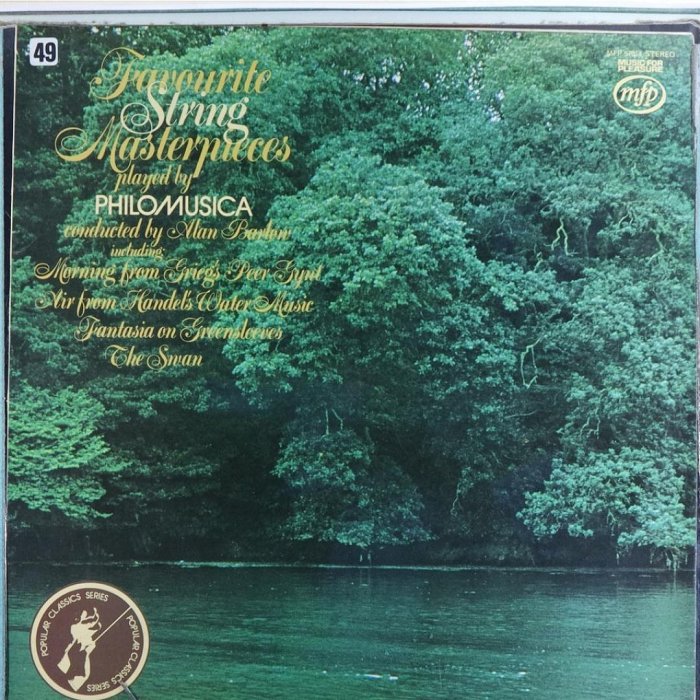 49
Favourite
String
Masterpieces
played by
PHILOMUSICA
conducted by Alan Barlow
including:
Morning from Grieg's Peer Gynt
Air from Handel's Water Music
Fantasia on Greensleeves
The Swan
STEREO
MUSIC FOR
PLEASURE
mfp
POPULAR CLASSICS SERIES
POPULAR CLASSICS SERIES